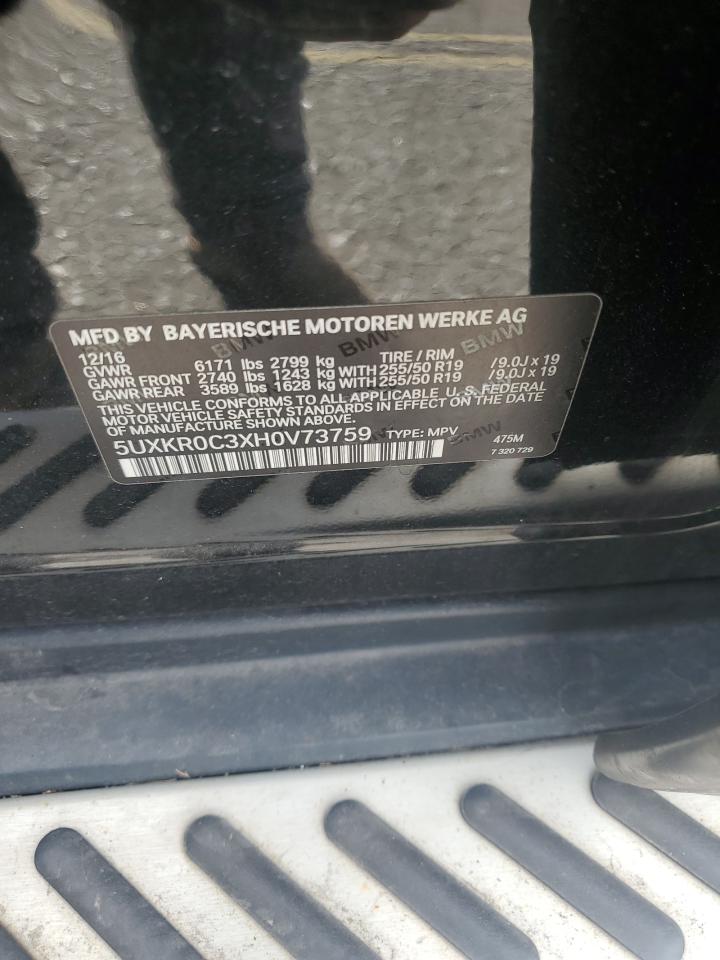 MFD BY BAYERISCHE MOTOREN WERKE AG
12/16 TIRE / RIM
GVWR 6171 lbs 2799 kg
GAWR FRONT 2740 lbs 1243 kg WITH 255/50 R19 /9.0J x 19
GAWR REAR 3589 lbs 1628 kg WITH 255/50 R19 /9.0J x 19
THIS VEHICLE CONFORMS TO ALL APPLICABLE U.S. FEDERAL
MOTOR VEHICLE SAFETY STANDARDS IN EFFECT ON THE DATE
OF MANUFACTURE SHOWN ABOVE.
5UXKR0C3XH0V73759 TYPE: MPV 475M
7 320 729